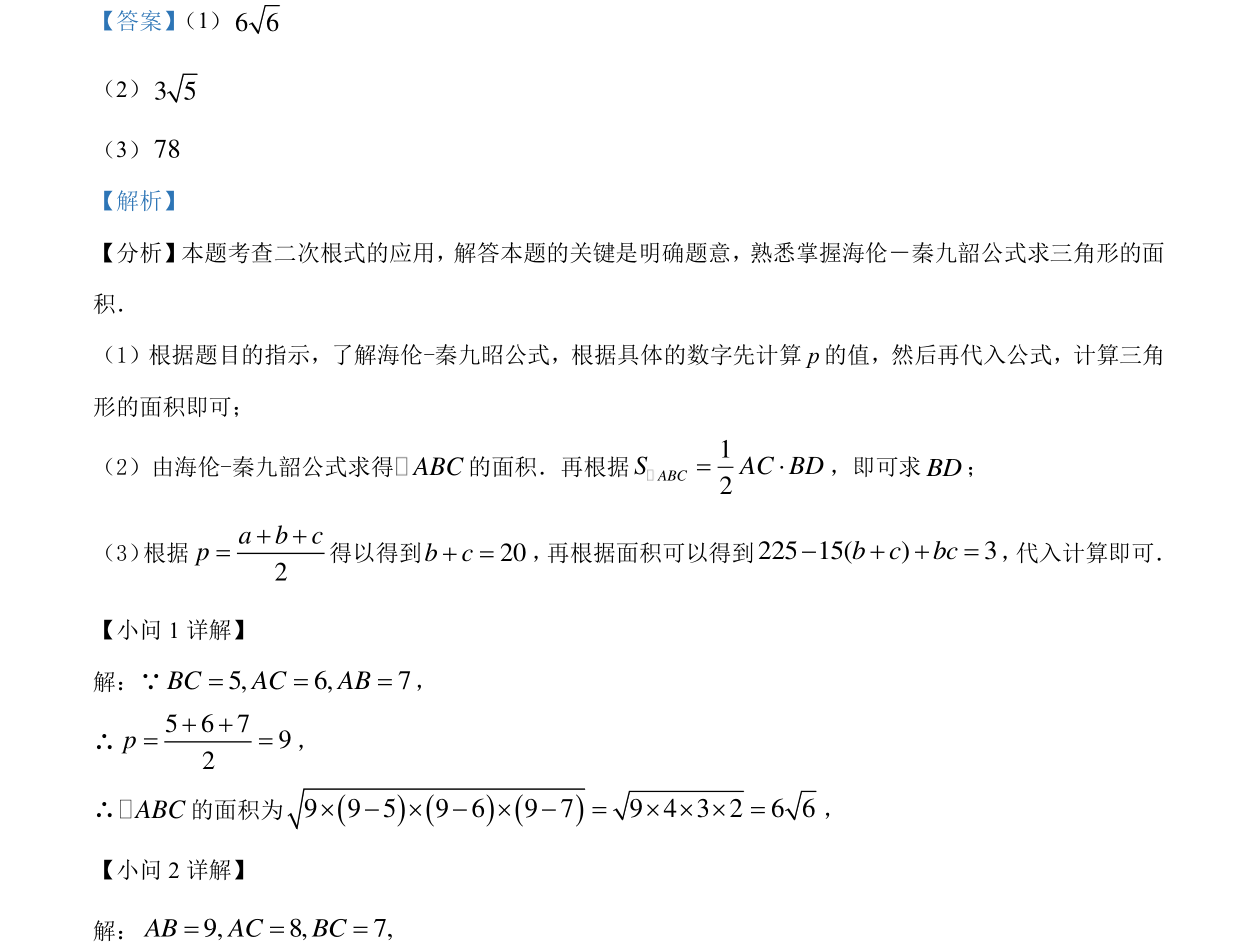 【答案】（1）6√6
（2）3√5
（3）78
【解析】
【分析】本题考查二次根式的应用，解答本题的关键是明确题意，熟悉掌握海伦－秦九韶公式求三角形的面
积．
（1）根据题目的指示，了解海伦-秦九昭公式，根据具体的数字先计算 p 的值，然后再代入公式，计算三角
形的面积即可；
（2）由海伦-秦九韶公式求得□ABC 的面积．再根据 S□ABC = 1/2 AC·BD，即可求 BD；
（3）根据 p = (a+b+c)/2 得以得到 b+c=20，再根据面积可以得到 225−15(b+c)+bc=3，代入计算即可．
【小问 1 详解】
解：∵BC=5, AC=6, AB=7，
∴ p = (5+6+7)/2 = 9，
∴□ABC 的面积为 √(9×(9−5)×(9−6)×(9−7)) = √(9×4×3×2) = 6√6，
【小问 2 详解】
解：AB=9, AC=8, BC=7,